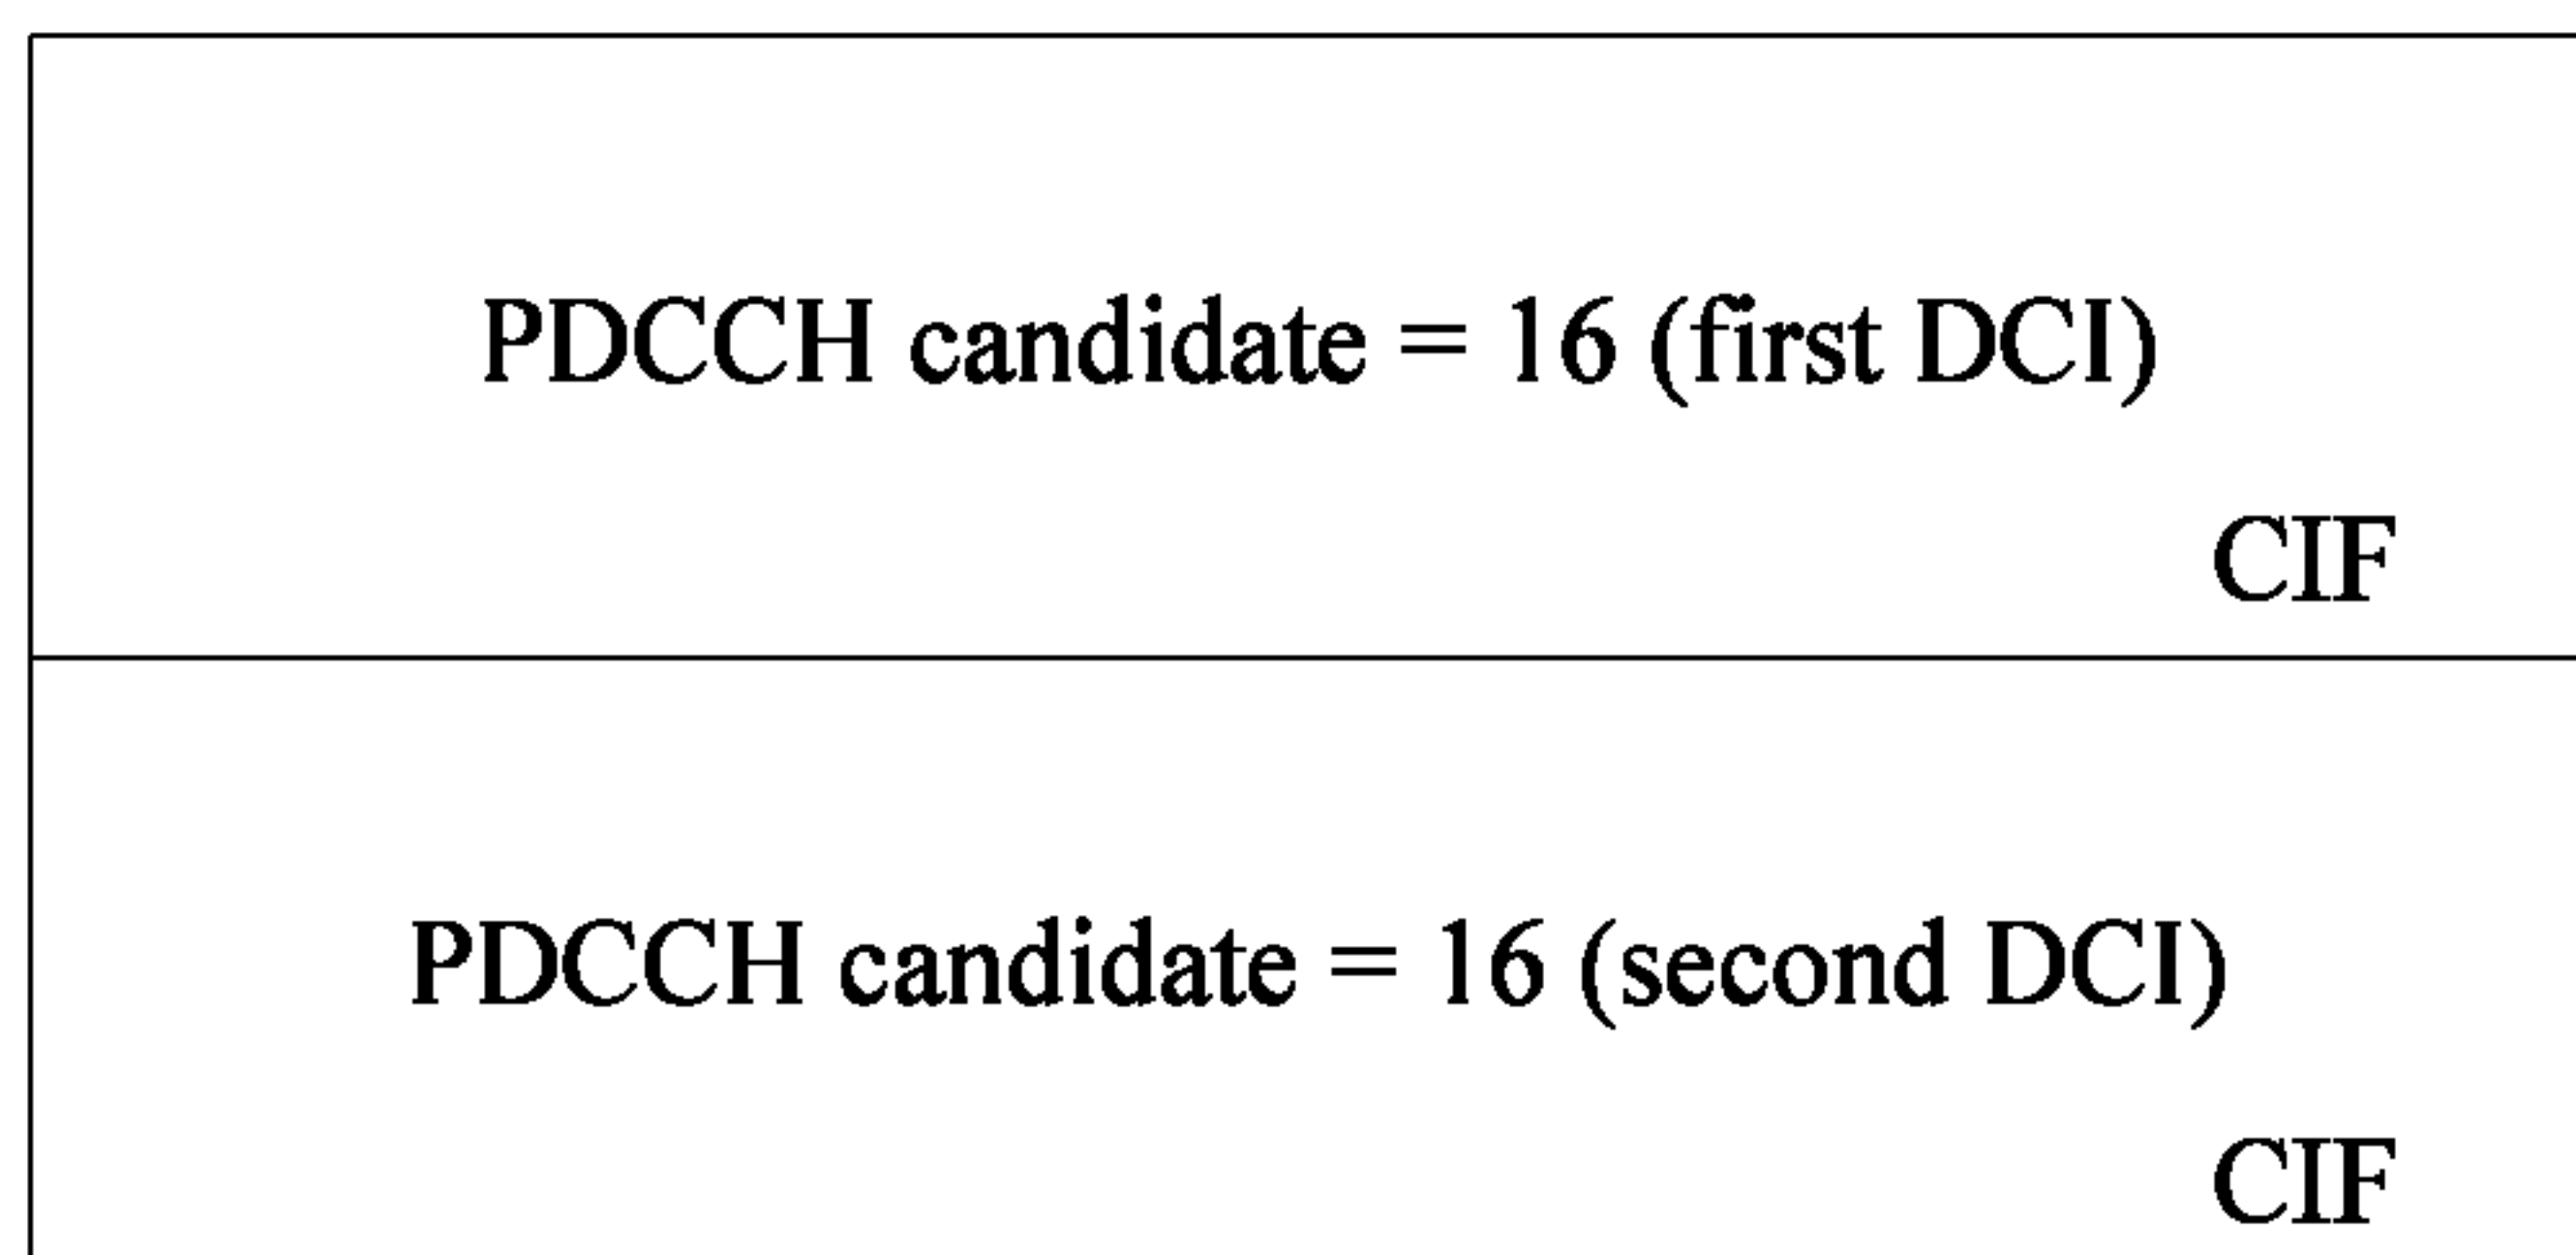 PDCCH candidate = 16 (first DCI)
CIF
PDCCH candidate = 16 (second DCI)
CIF